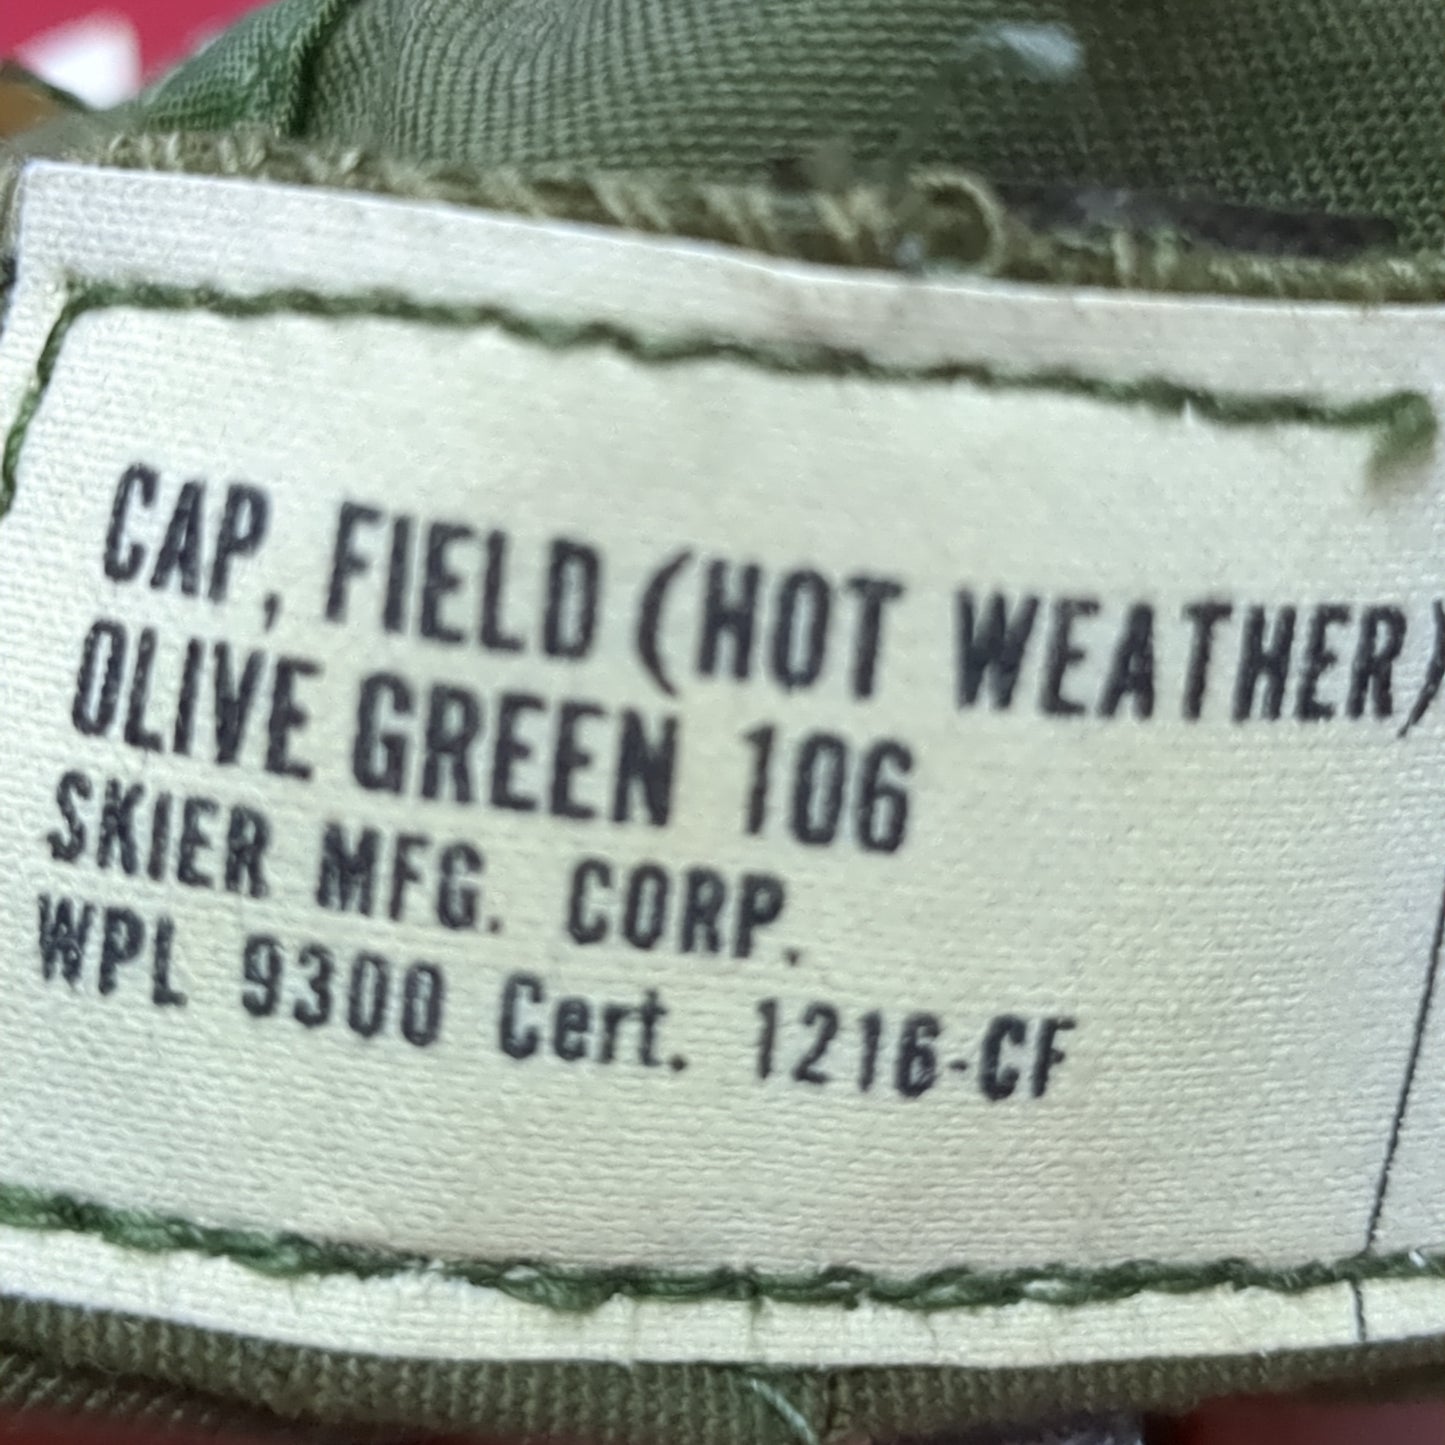 CAP, FIELD (HOT WEATHER)
OLIVE GREEN 106
SKIER MFG. CORP.
WPL 9300 Cert. 1216-CF